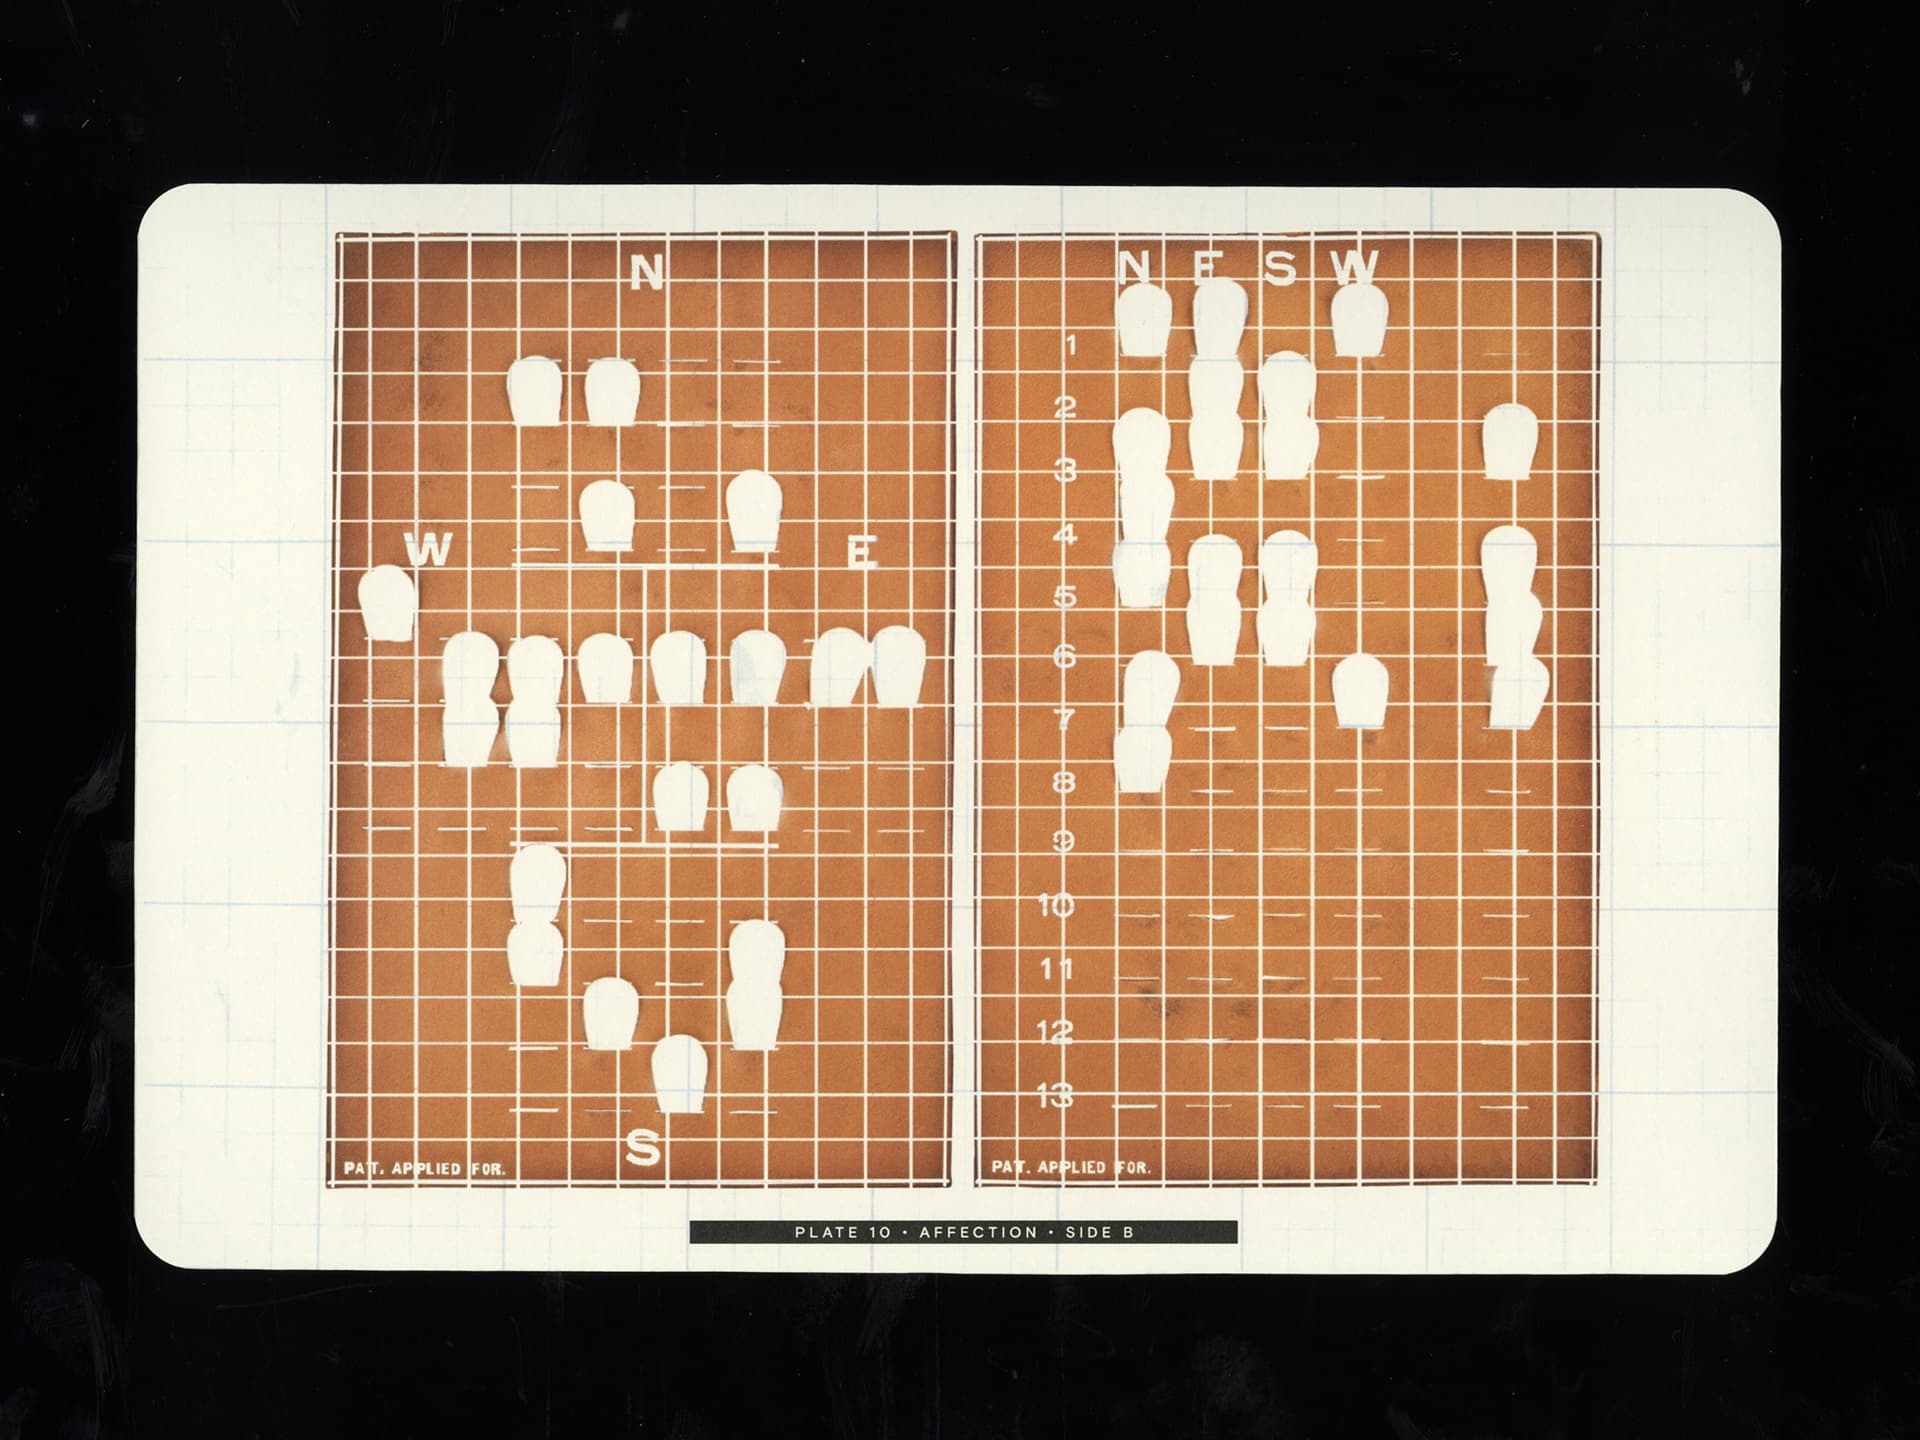 N
W
E
S
PAT. APPLIED FOR.
N E S W
1
2
3
4
5
6
7
8
9
10
11
12
13
PAT. APPLIED FOR.
PLATE 10 • AFFECTION • SIDE B